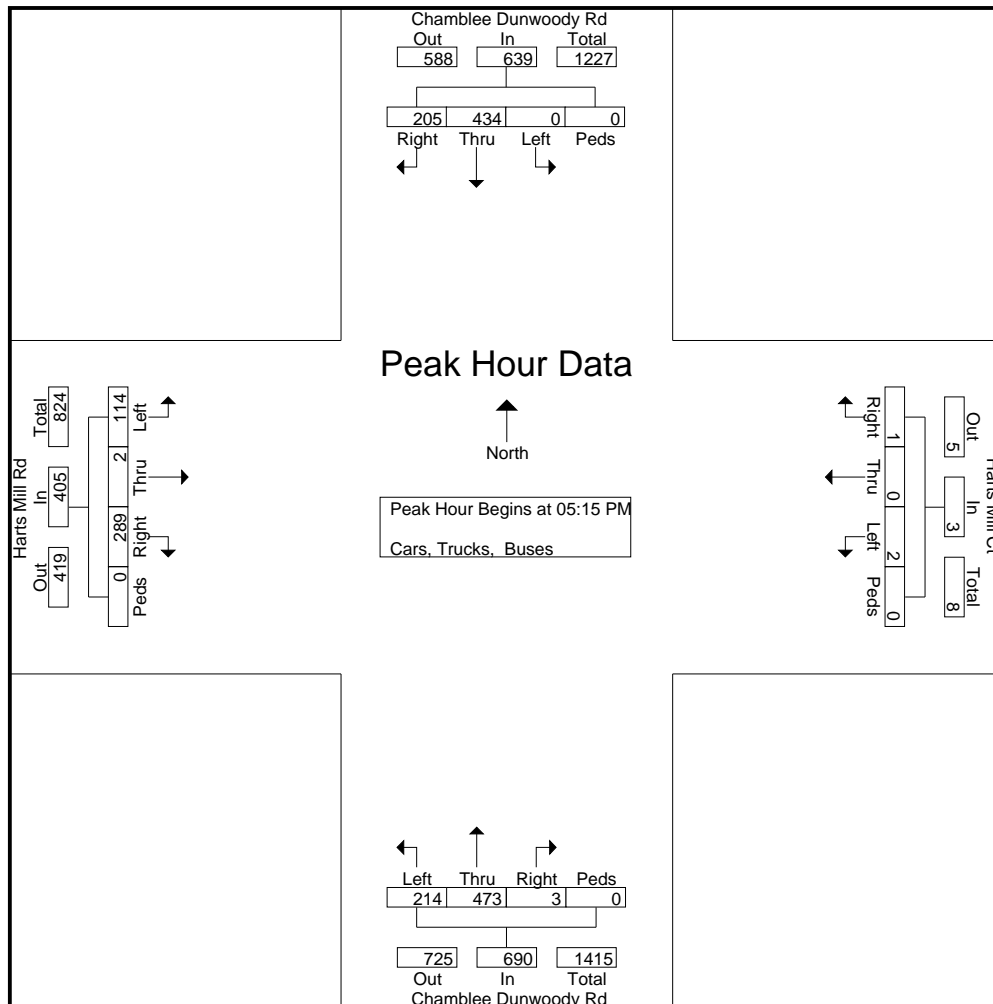 Chamblee Dunwoody Rd
Out In Total
588 639 1227
205 434 0 0
Right Thru Left Peds
Peak Hour Data
North
Peak Hour Begins at 05:15 PM
Cars, Trucks, Buses
Harts Mill Rd
Out In Total
419 405 824
0 289 2 114
Peds Right Thru Left
Right Thru Left Peds
1 0 2 0
Out In Total
5 3 8
Harts Mill Ct
Left Thru Right Peds
214 473 3 0
725 690 1415
Out In Total
Chamblee Dunwoody Rd